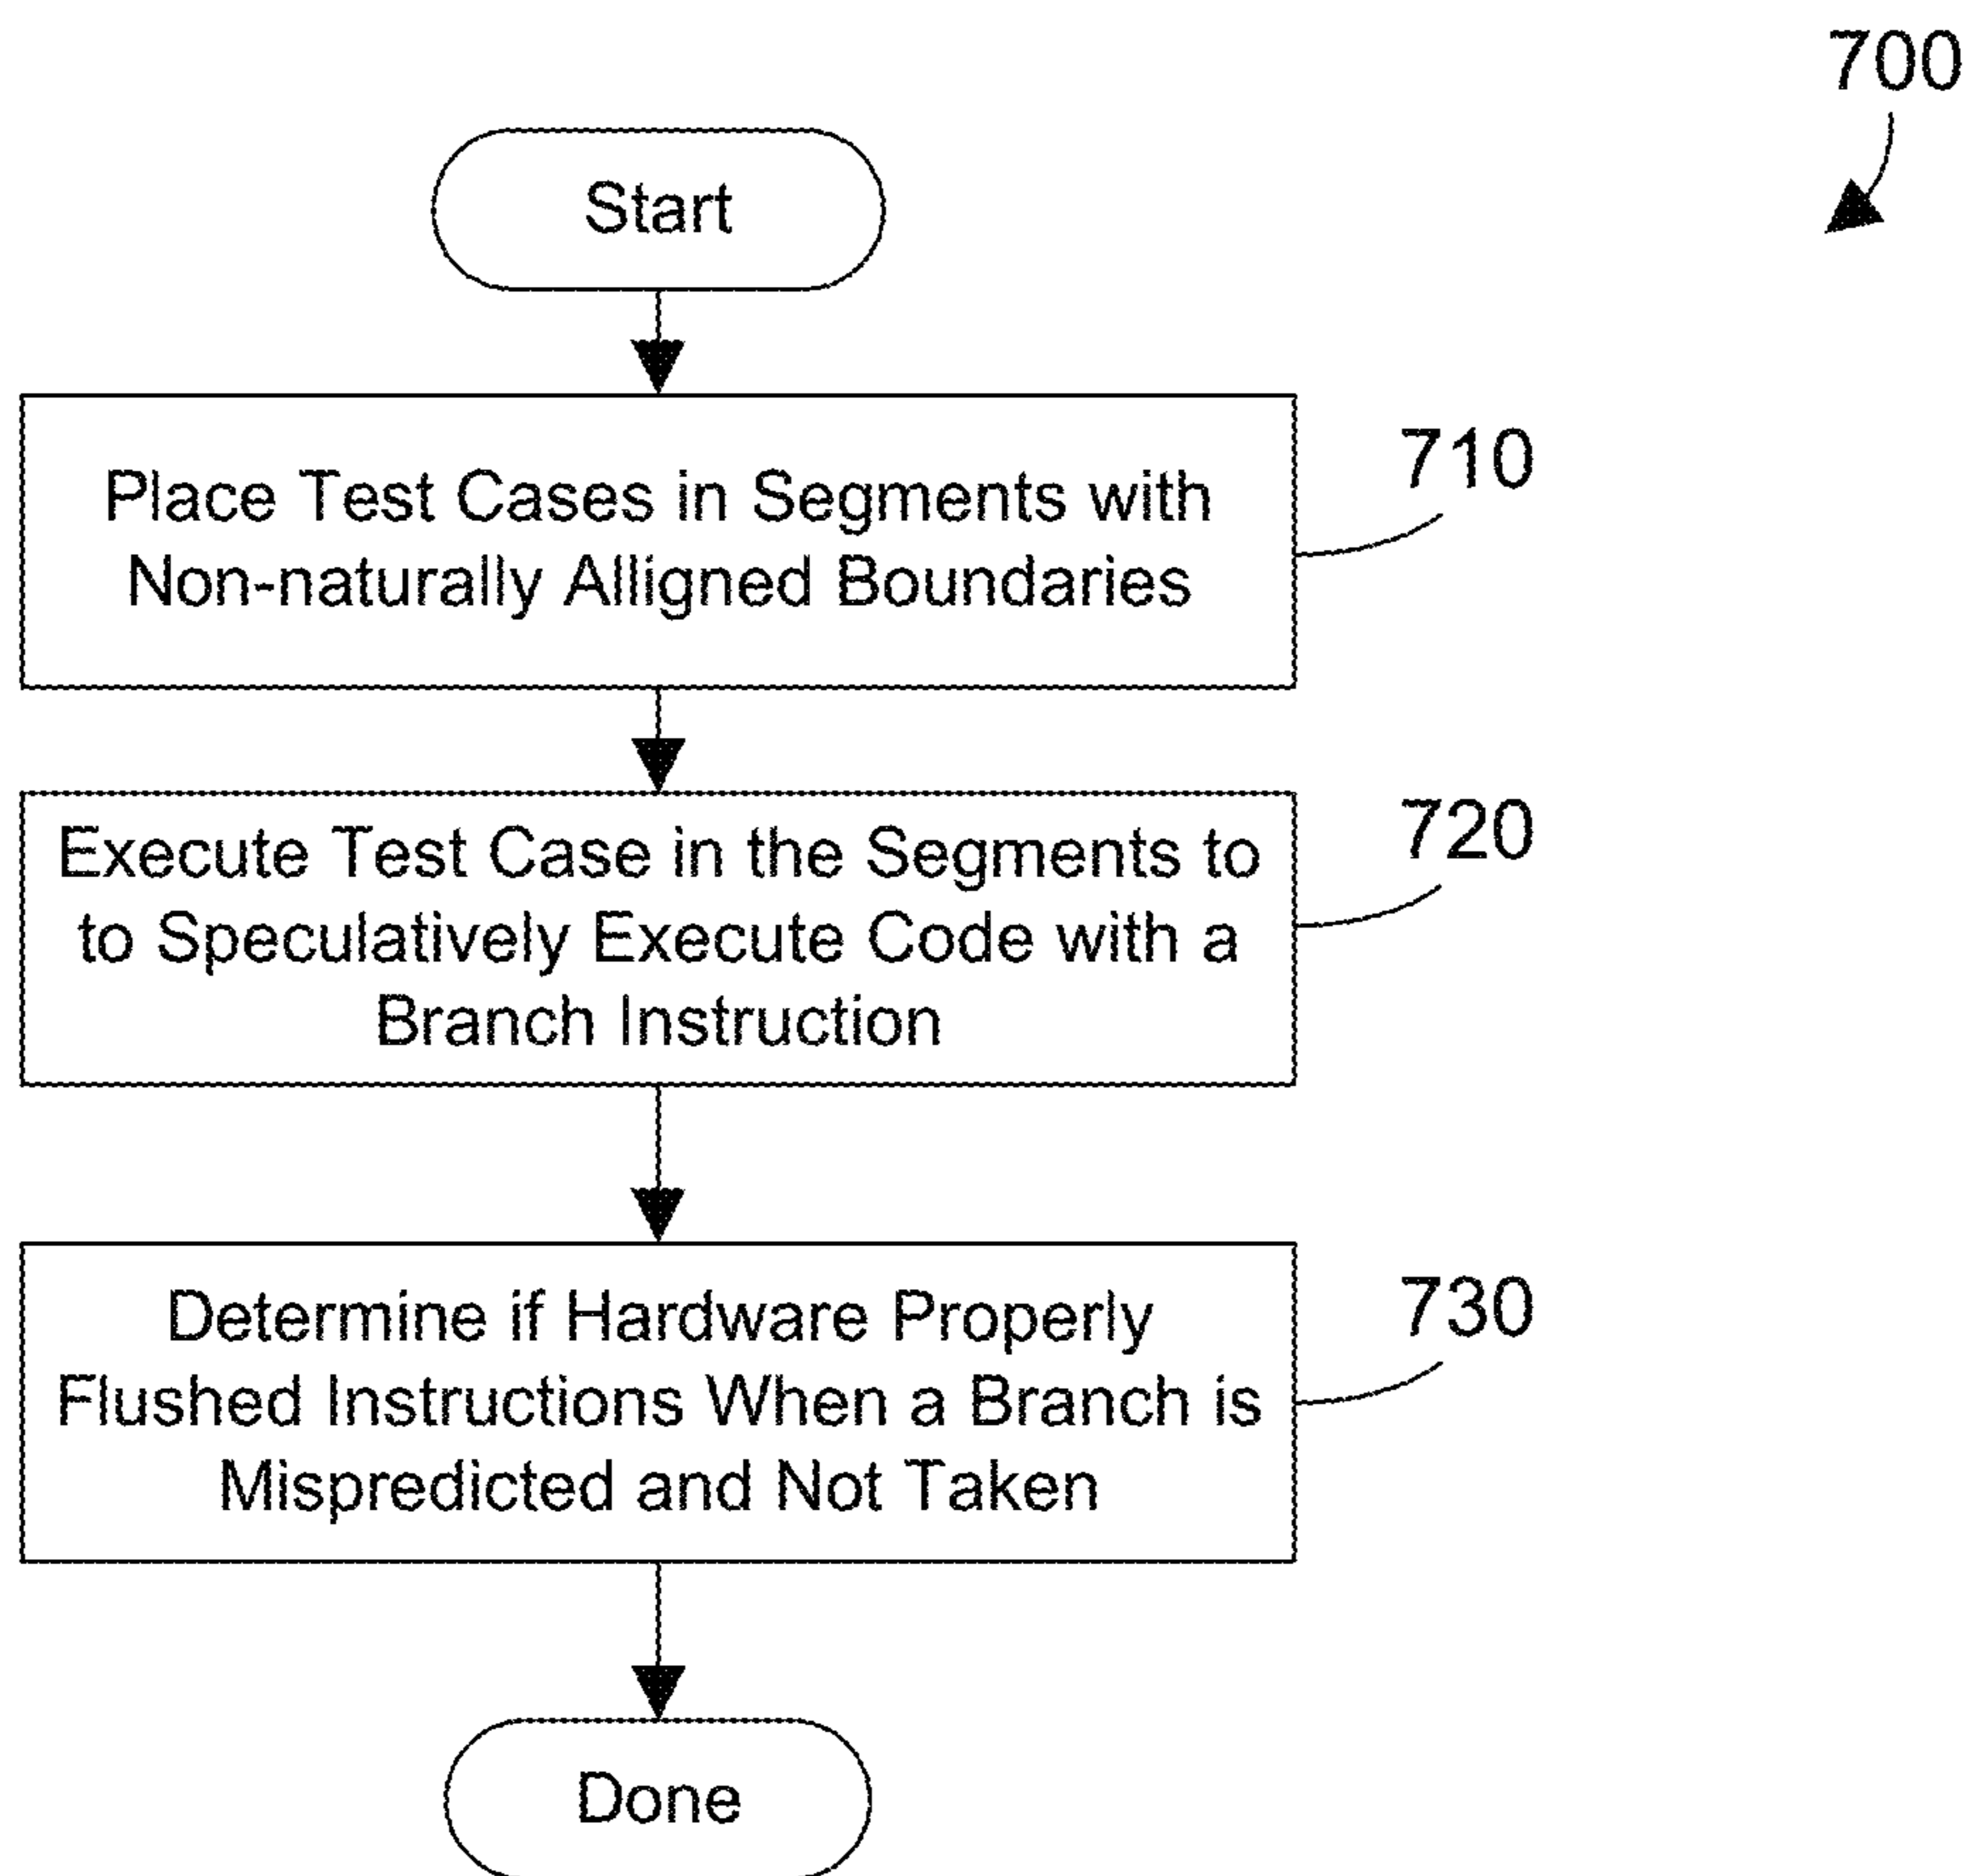 700
Start
Place Test Cases in Segments with
Non-naturally Alligned Boundaries
710
Execute Test Case in the Segments to
to Speculatively Execute Code with a
Branch Instruction
720
Determine if Hardware Properly
Flushed Instructions When a Branch is
Mispredicted and Not Taken
730
Done